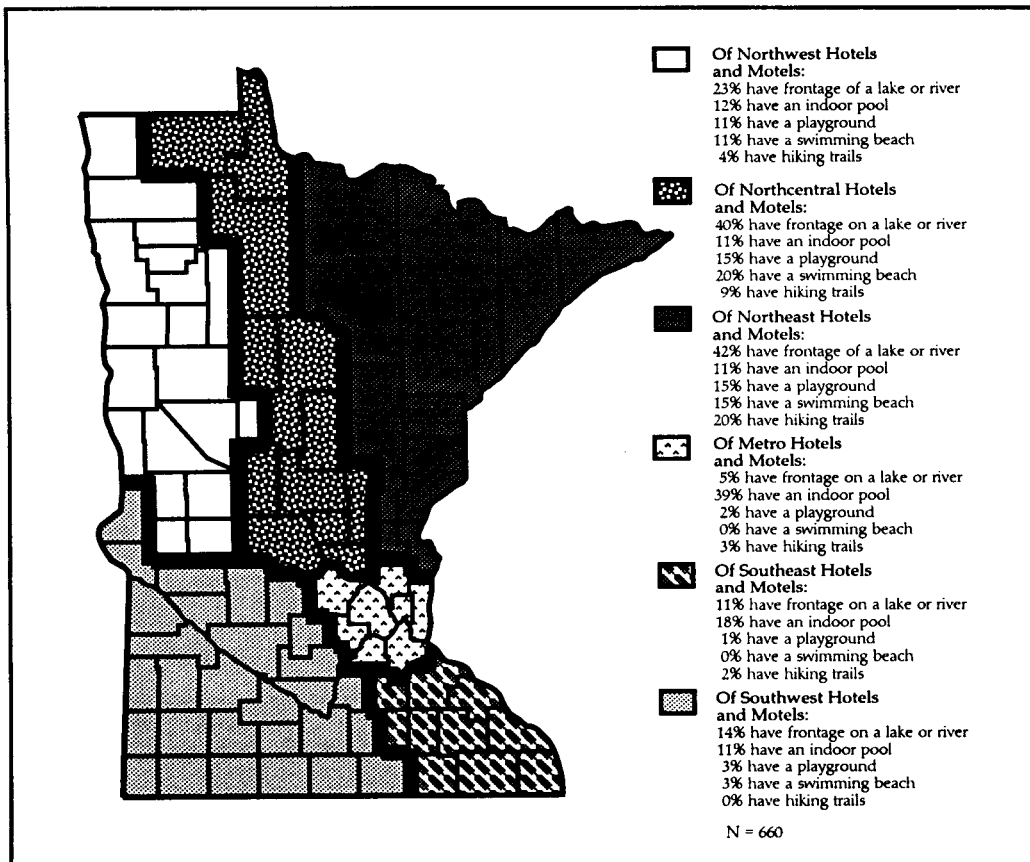 Of Northwest Hotels
and Motels:
23% have frontage of a lake or river
12% have an indoor pool
11% have a playground
11% have a swimming beach
4% have hiking trails
Of Northcentral Hotels
and Motels:
40% have frontage on a lake or river
11% have an indoor pool
15% have a playground
20% have a swimming beach
9% have hiking trails
Of Northeast Hotels
and Motels:
42% have frontage of a lake or river
11% have an indoor pool
15% have a playground
15% have a swimming beach
20% have hiking trails
Of Metro Hotels
and Motels:
5% have frontage on a lake or river
39% have an indoor pool
2% have a playground
0% have a swimming beach
3% have hiking trails
Of Southeast Hotels
and Motels:
11% have frontage on a lake or river
18% have an indoor pool
1% have a playground
0% have a swimming beach
2% have hiking trails
Of Southwest Hotels
and Motels:
14% have frontage on a lake or river
11% have an indoor pool
3% have a playground
3% have a swimming beach
0% have hiking trails
N = 660